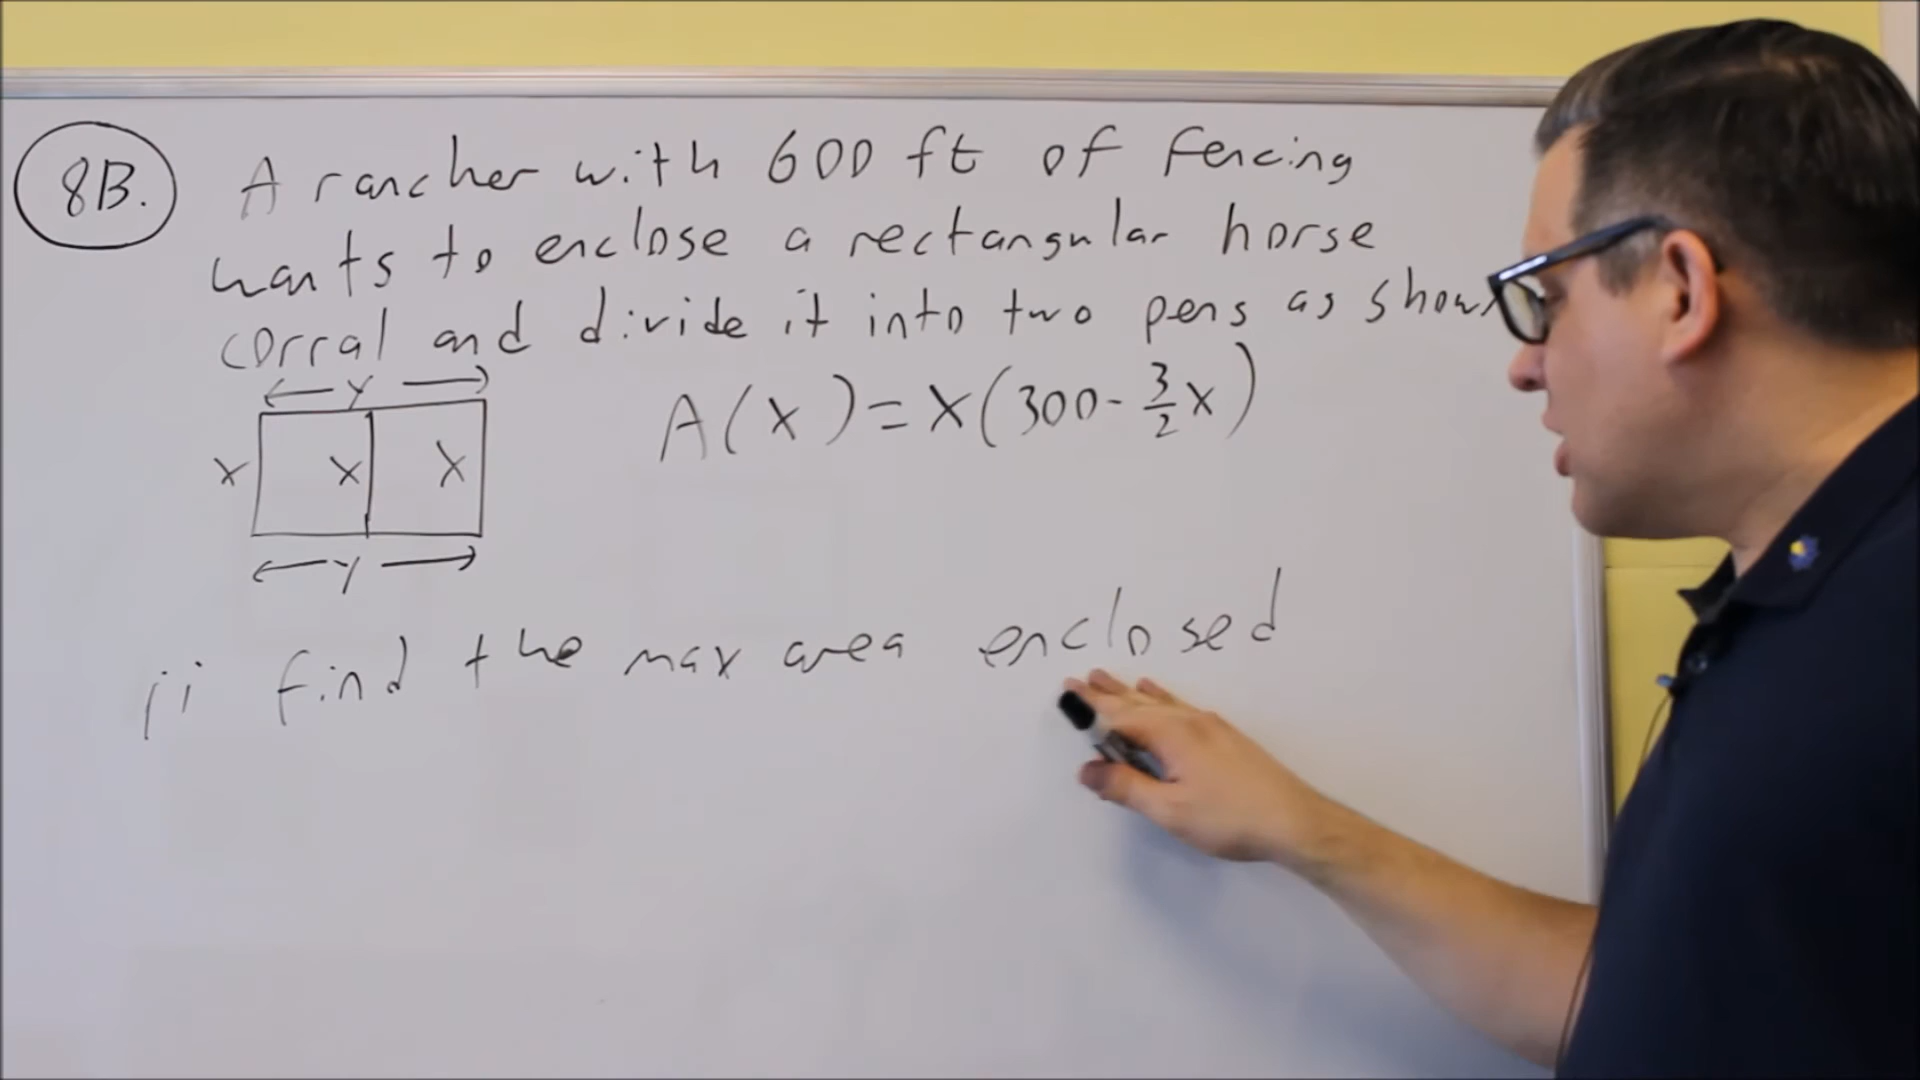 8B. A rancher with 600 ft of fencing
wants to enclose a rectangular horse
corral and divide it into two pens as shown
← Y →
A(x) = x(300 - 3/2 x)
x x x
← Y →
ii find the max area enclosed